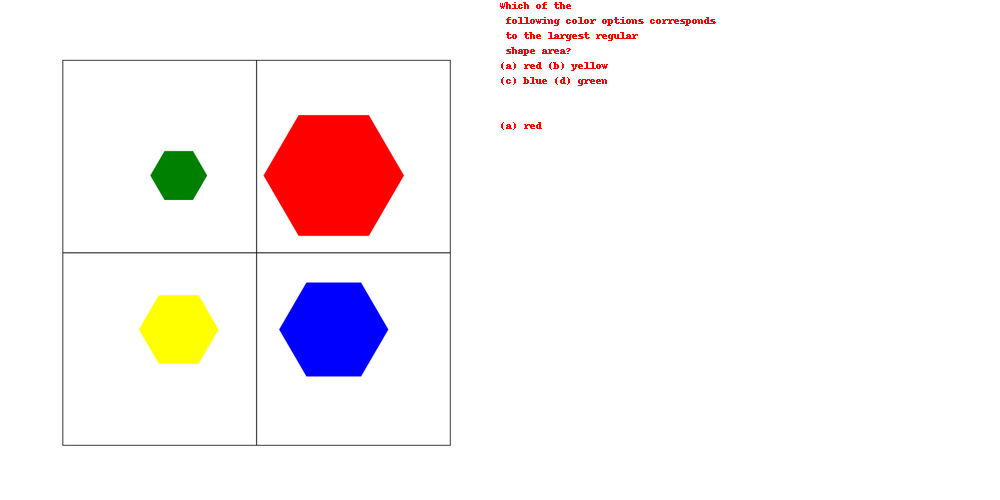 Which of the
following color options corresponds
to the largest regular
shape area?
(a) red (b) yellow
(c) blue (d) green
(a) red